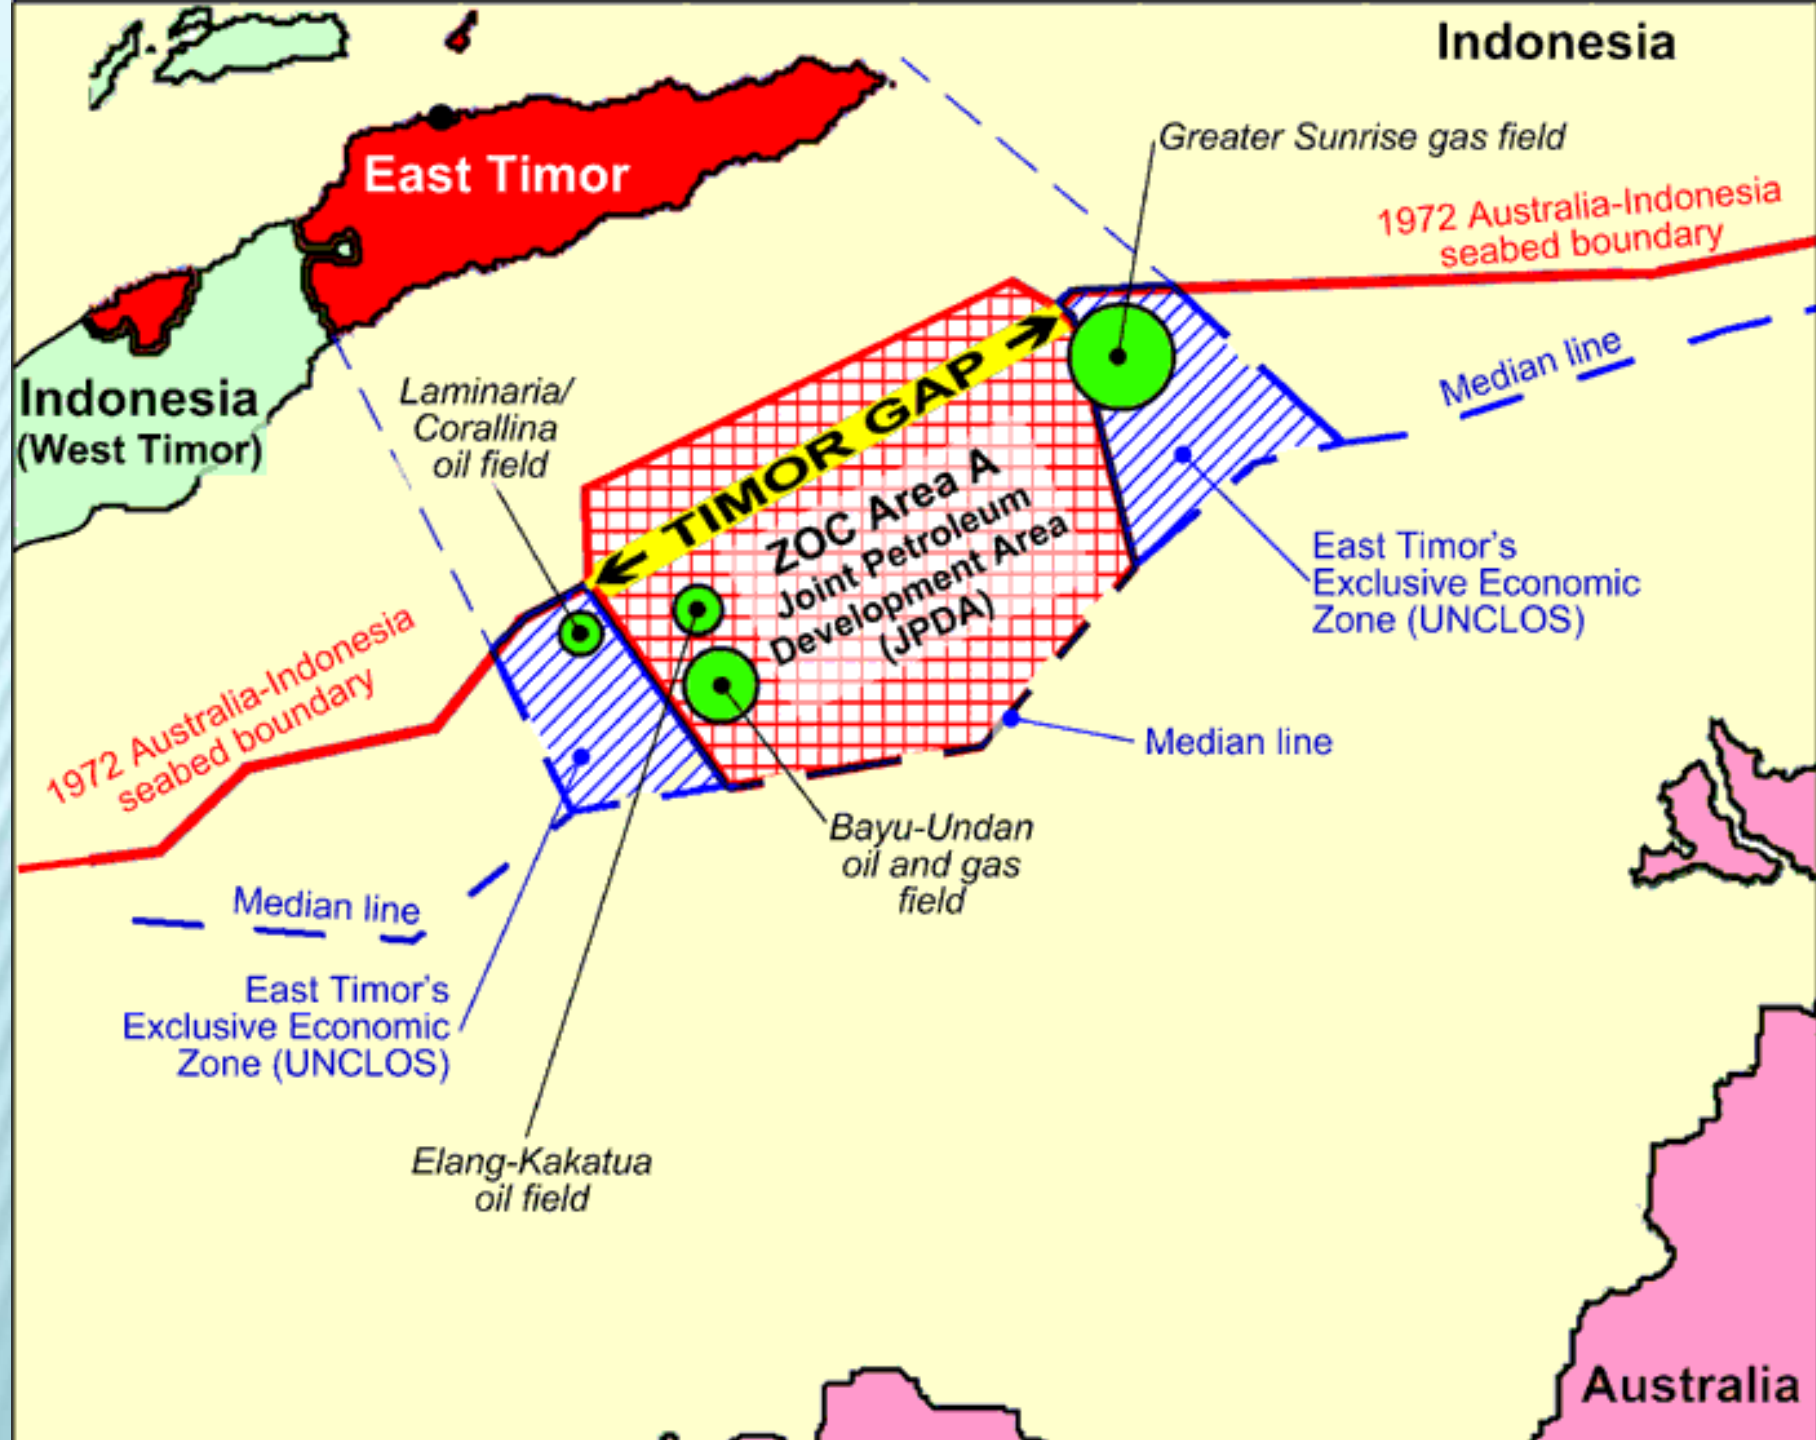 Indonesia
Greater Sunrise gas field
East Timor
1972 Australia-Indonesia
seabed boundary
Median line
Indonesia
(West Timor)
Laminaria/
Corallina
oil field
TIMOR GAP
ZOC Area A
Joint Petroleum
Development Area
(JPDA)
East Timor's
Exclusive Economic
Zone (UNCLOS)
1972 Australia-Indonesia
seabed boundary
Median line
Bayu-Undan
oil and gas
field
Median line
East Timor's
Exclusive Economic
Zone (UNCLOS)
Elang-Kakatua
oil field
Australia